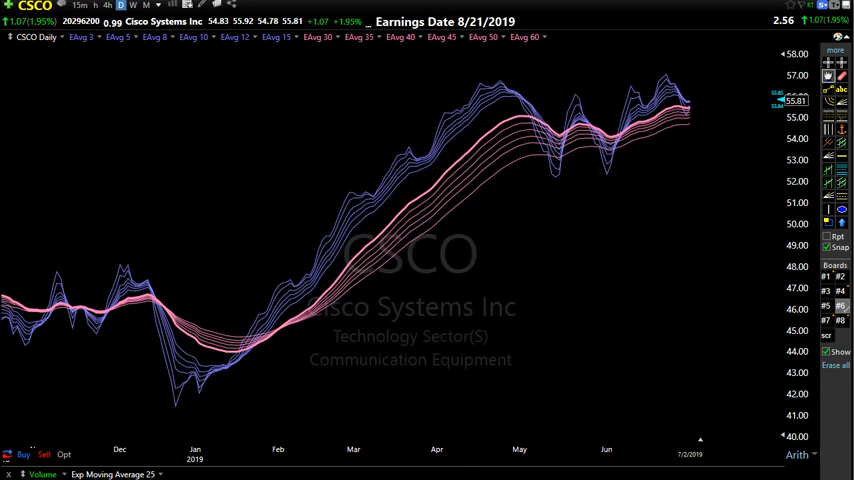 CSCO 15m h 4h D W M
↑1.07(1.95%) 20296200 0.99 Cisco Systems Inc 54.83 55.92 54.78 55.81 +1.07 +1.95% ... Earnings Date 8/21/2019 2.56 ↑1.07(1.95%)
CSCO Daily EAvg 3 EAvg 5 EAvg 8 EAvg 10 EAvg 12 EAvg 15 EAvg 30 EAvg 35 EAvg 40 EAvg 45 EAvg 50 EAvg 60
more
58.00
57.00
abc
55.85
55.81
55.84
55.00
54.00
53.00
52.00
51.00
50.00
49.00
48.00
47.00
46.00
45.00
44.00
43.00
42.00
41.00
40.00
Rpt
Snap
Boards
#1 #2
#3 #4
#5 #6
#7 #8
scr
Show
Erase all
CSCO
Cisco Systems Inc
Technology Sector(S)
Communication Equipment
Dec Jan Feb Mar Apr May Jun
2019 7/2/2019
Buy Sell Opt Arith
x Volume Exp Moving Average 25